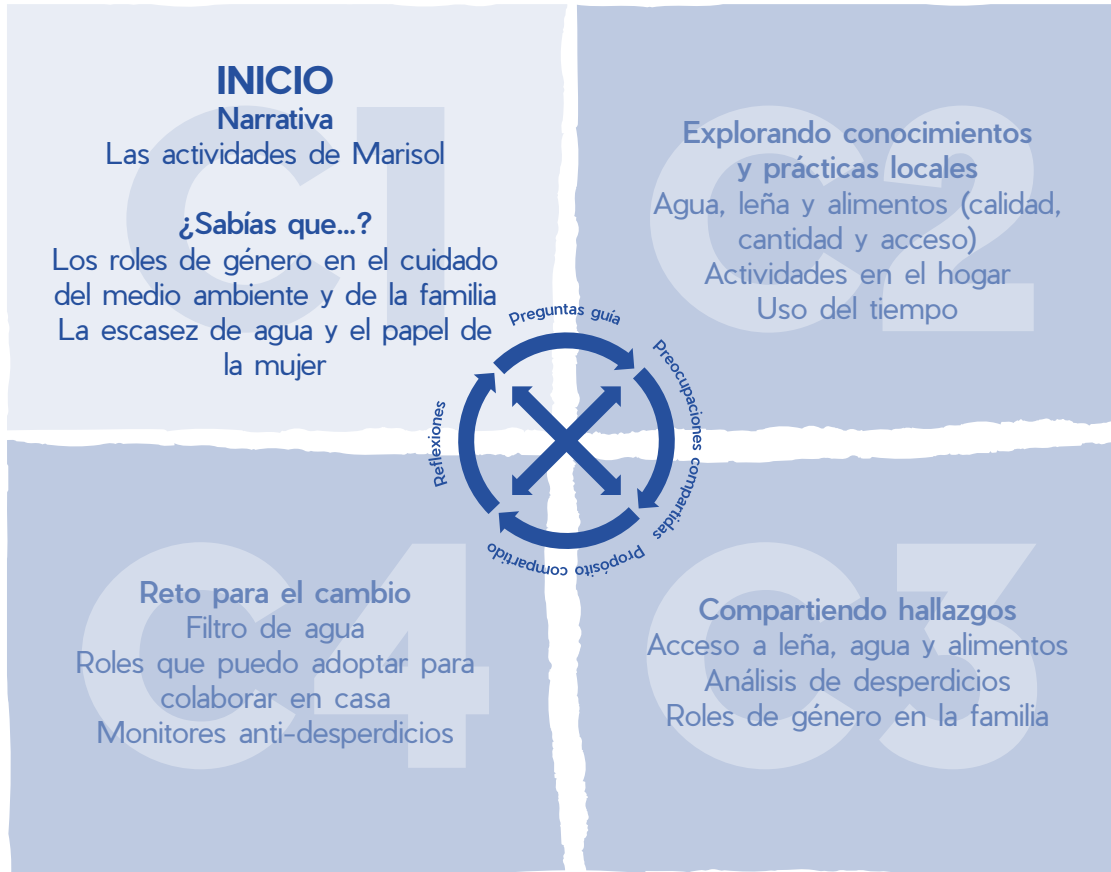 C1
INICIO
Narrativa
Las actividades de Marisol
¿Sabías que...?
Los roles de género en el cuidado
del medio ambiente y de la familia
La escasez de agua y el papel de
la mujer
C2
Explorando conocimientos
y prácticas locales
Agua, leña y alimentos (calidad,
cantidad y acceso)
Actividades en el hogar
Uso del tiempo
Preguntas guía
Preocupaciones compartidas
Propósito compartido
Reflexiones
C4
Reto para el cambio
Filtro de agua
Roles que puedo adoptar para
colaborar en casa
Monitores anti-desperdicios
C3
Compartiendo hallazgos
Acceso a leña, agua y alimentos
Análisis de desperdicios
Roles de género en la familia